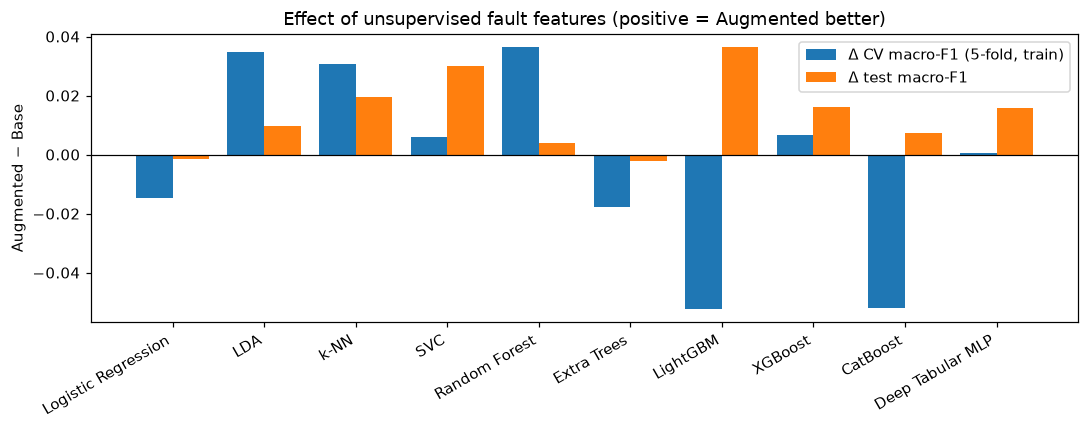 Effect of unsupervised fault features (positive = Augmented better)
Augmented − Base
0.04
0.02
0.00
−0.02
−0.04
Δ CV macro-F1 (5-fold, train)
Δ test macro-F1
Logistic Regression
LDA
k-NN
SVC
Random Forest
Extra Trees
LightGBM
XGBoost
CatBoost
Deep Tabular MLP